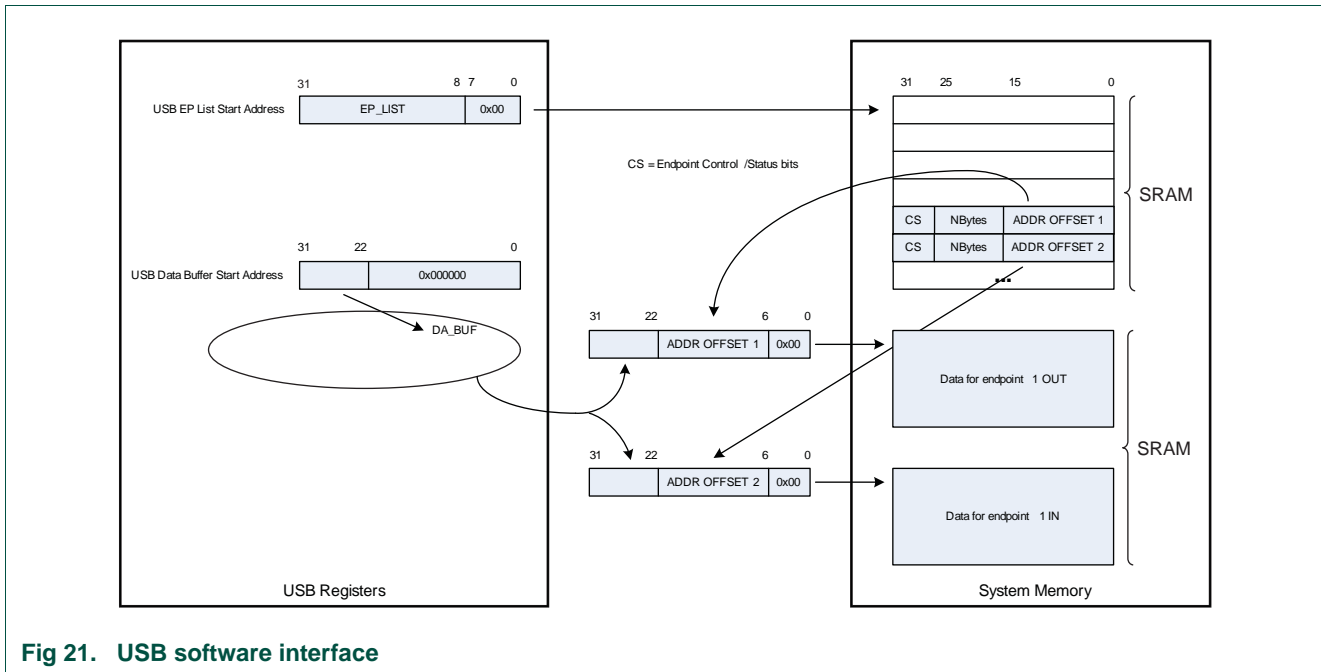 31 8 7 0
USB EP List Start Address EP_LIST 0x00
31 25 15 0
CS = Endpoint Control /Status bits
SRAM
CS NBytes ADDR OFFSET 1
CS NBytes ADDR OFFSET 2
...
31 22 0
USB Data Buffer Start Address 0x000000
DA_BUF
31 22 6 0
ADDR OFFSET 1 0x00
Data for endpoint 1 OUT
SRAM
31 22 6 0
ADDR OFFSET 2 0x00
Data for endpoint 1 IN
USB Registers
System Memory
Fig 21. USB software interface